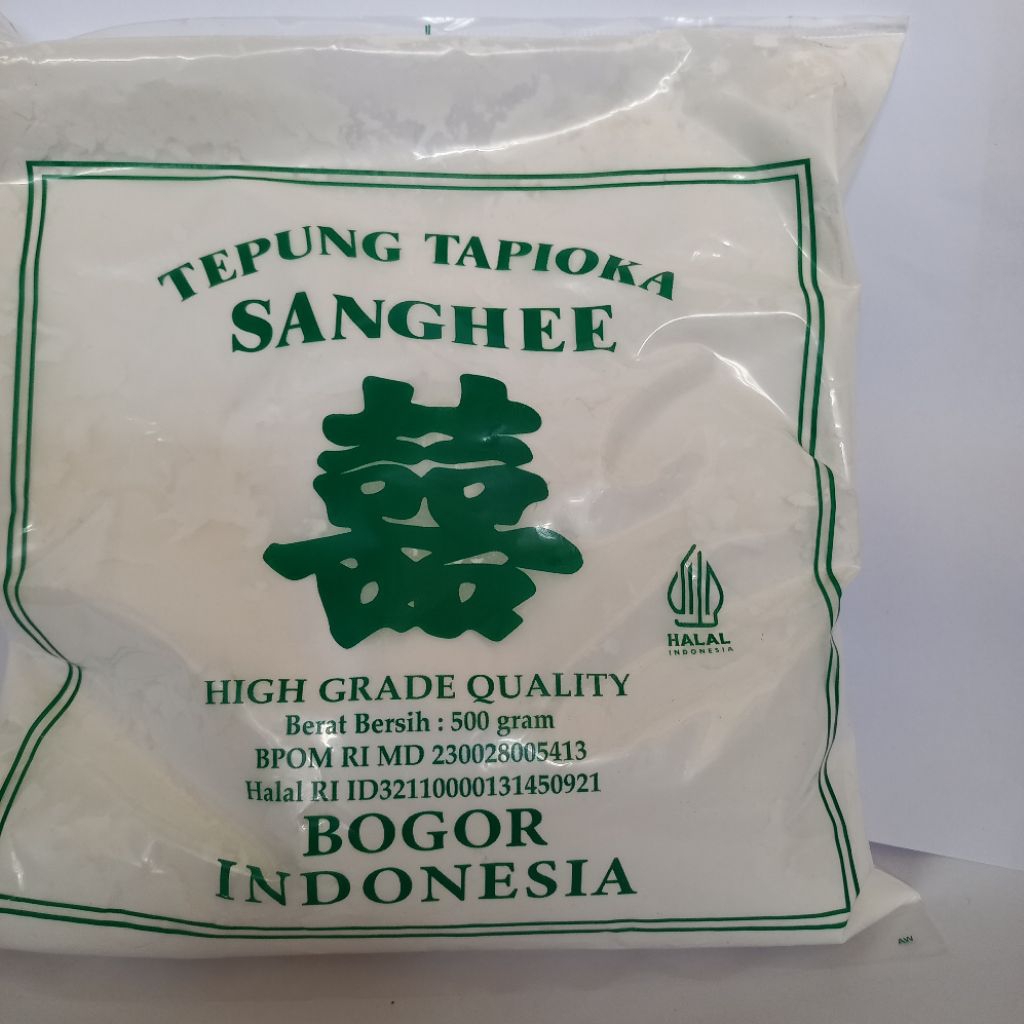 TEPUNG TAPIOKA
SANGHEE
囍
HALAL
INDONESIA
HIGH GRADE QUALITY
Berat Bersih : 500 gram
BPOM RI MD 230028005413
Halal RI ID32110000131450921
BOGOR
INDONESIA
AW